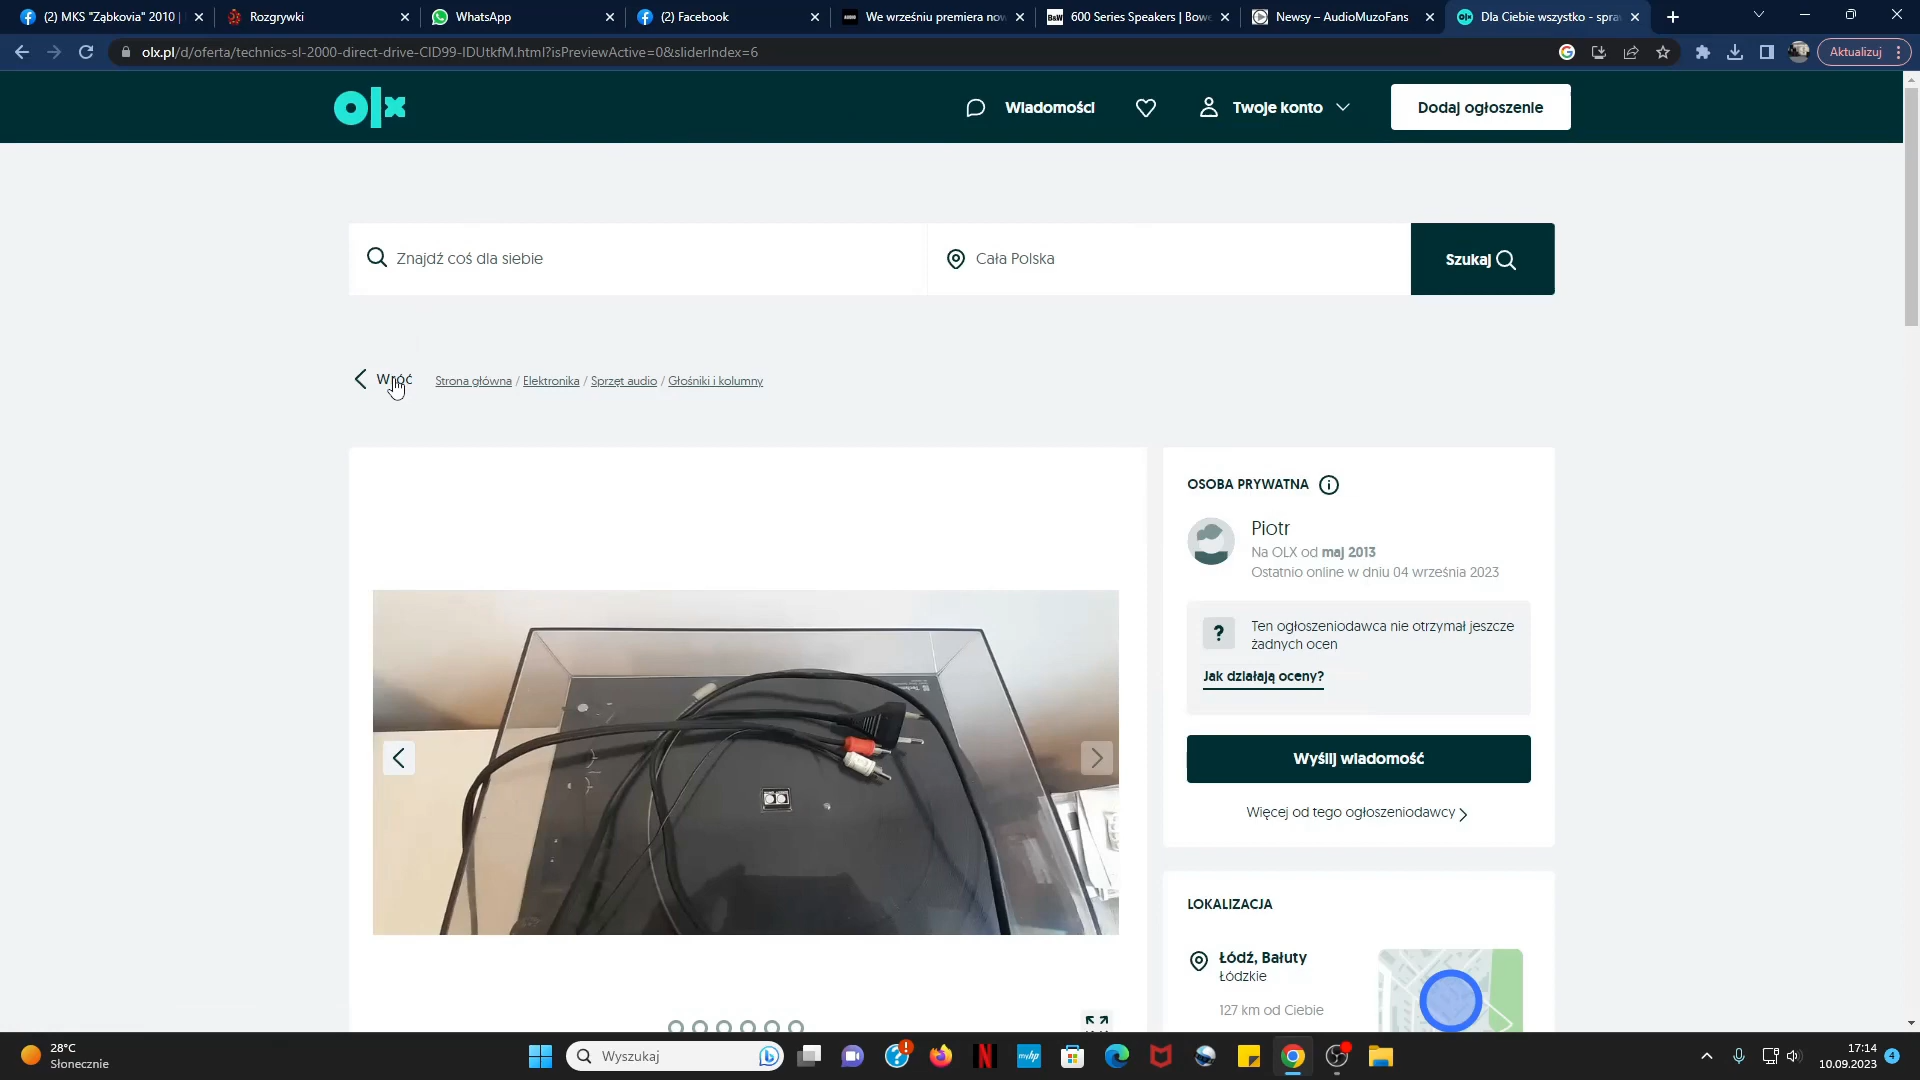 (2) MKS "Ząbkovia" 2010 |
Rozgrywki
WhatsApp
(2) Facebook
We wrześniu premiera now
600 Series Speakers | Bowe
Newsy – AudioMuzoFans
Dla Ciebie wszystko - spra
olx.pl/d/oferta/technics-sl-2000-direct-drive-CID99-IDUtkfM.html?isPreviewActive=0&sliderIndex=6
Aktualizuj
olx
Wiadomości
Twoje konto
Dodaj ogłoszenie
Znajdź coś dla siebie
Cała Polska
Szukaj
Wróć
Strona główna / Elektronika / Sprzęt audio / Głośniki i kolumny
OSOBA PRYWATNA
Piotr
Na OLX od maj 2013
Ostatnio online w dniu 04 września 2023
?
Ten ogłoszeniodawca nie otrzymał jeszcze
żadnych ocen
Jak działają oceny?
Wyślij wiadomość
Więcej od tego ogłoszeniodawcy
LOKALIZACJA
Łódź, Bałuty
Łódzkie
127 km od Ciebie
28°C
Słonecznie
Wyszukaj
17:14
10.09.2023
4